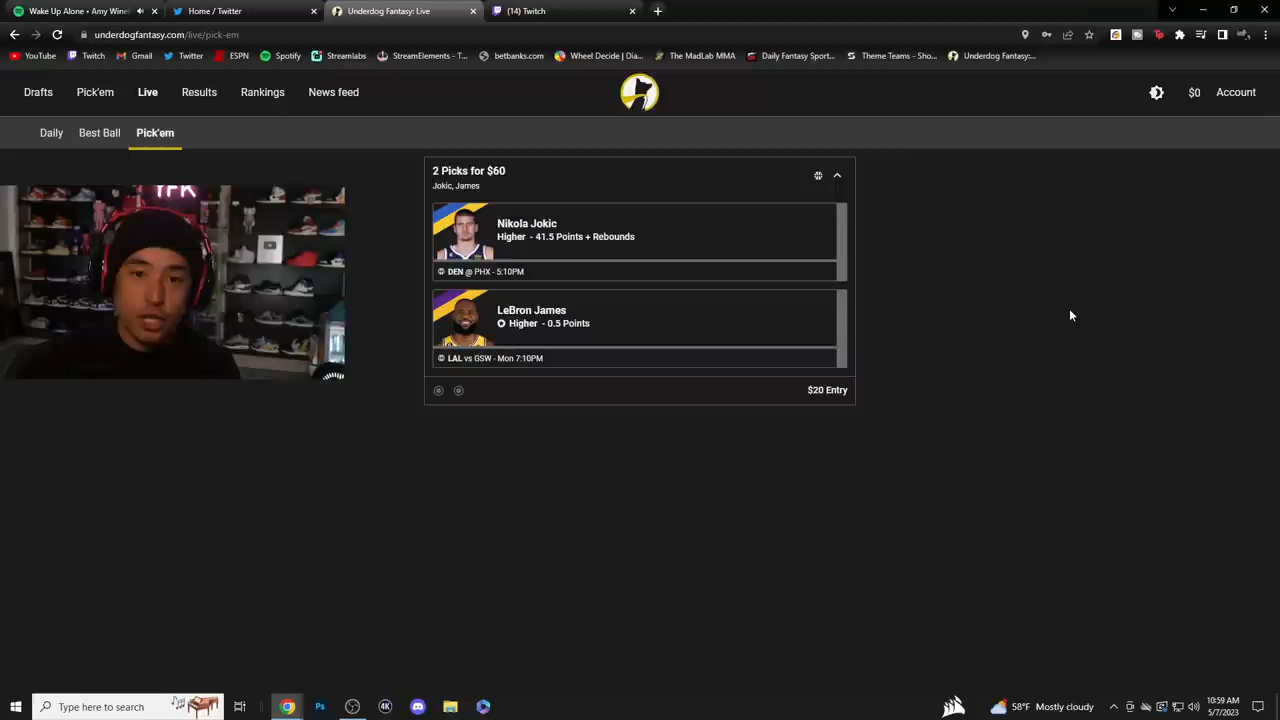 Wake Up Alone • Amy Wine
Home / Twitter
Underdog Fantasy: Live
(14) Twitch
underdogfantasy.com/live/pick-em
YouTube
Twitch
Gmail
Twitter
ESPN
Spotify
Streamlabs
StreamElements - T...
betbanks.com
Wheel Decide | Dia...
The MadLab MMA
Daily Fantasy Sport...
Theme Teams - Sho...
Underdog Fantasy:...
Drafts
Pick'em
Live
Results
Rankings
News feed
$0
Account
Daily
Best Ball
Pick'em
2 Picks for $60
Jokic, James
Nikola Jokic
Higher - 41.5 Points + Rebounds
DEN @ PHX - 5:10PM
LeBron James
Higher - 0.5 Points
LAL vs GSW - Mon 7:10PM
$20 Entry
YFK
Type here to search
Ps
4K
58°F Mostly cloudy
10:59 AM
5/7/2023